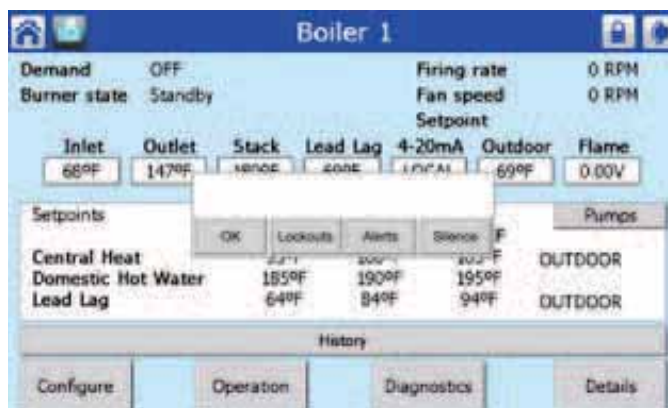 Boiler 1
Demand OFF Firing rate 0 RPM
Burner state Standby Fan speed 0 RPM
Setpoint
Inlet Outlet Stack Lead Lag 4-20mA Outdoor Flame
68ºF 147ºF LOCAL 69ºF 0.00V
Setpoints Pumps
OK Lockouts Alerts Silence F
Central Heat OUTDOOR
Domestic Hot Water 185ºF 190ºF 195ºF
Lead Lag 64ºF 84ºF 94ºF OUTDOOR
History
Configure Operation Diagnostics Details